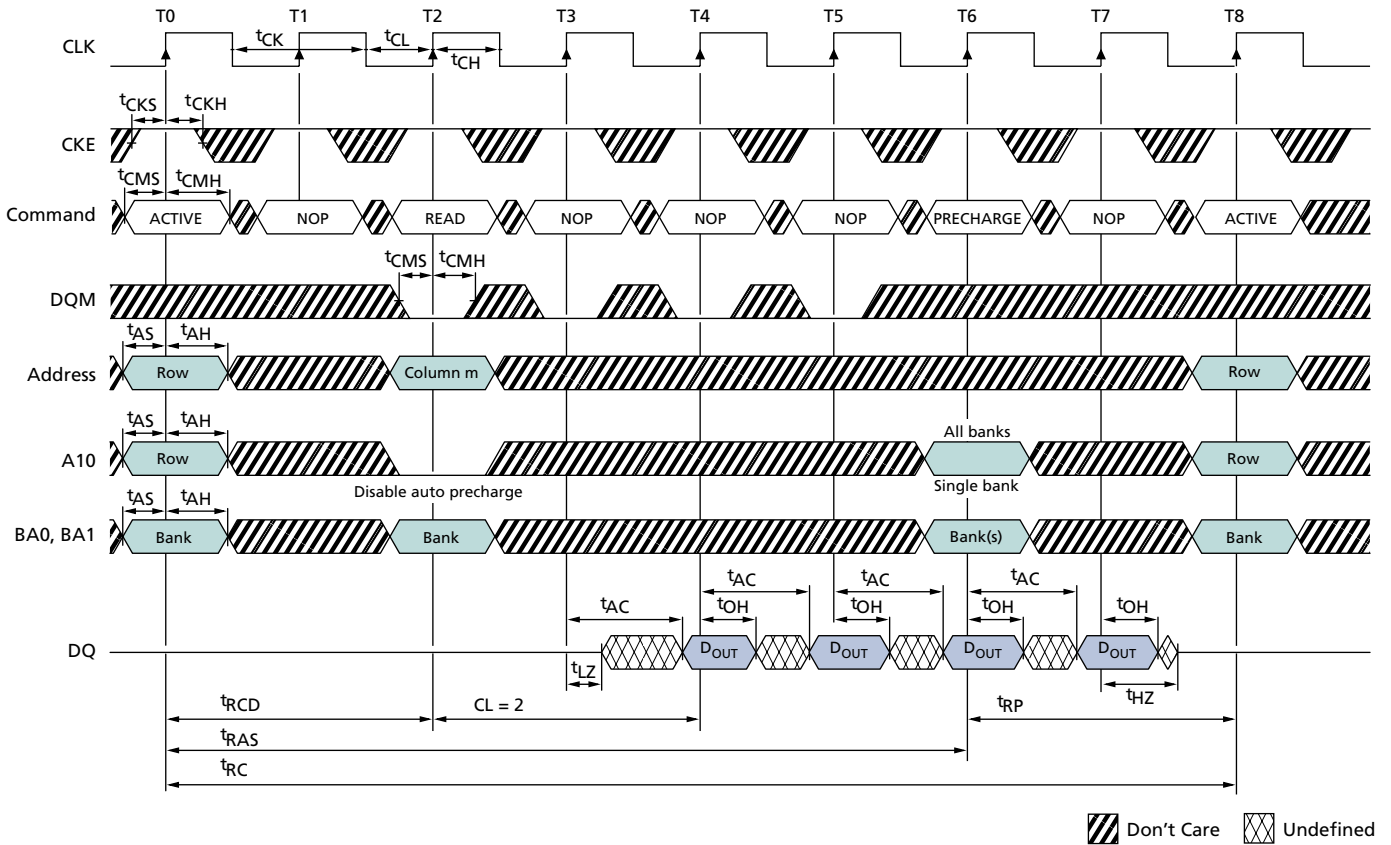 T0 T1 T2 T3 T4 T5 T6 T7 T8
CLK
tCK tCL tCH
tCKS tCKH
CKE
tCMS tCMH
Command ACTIVE NOP READ NOP NOP NOP PRECHARGE NOP ACTIVE
tCMS tCMH
DQM
tAS tAH
Address Row Column m Row
tAS tAH All banks
A10 Row Row
Disable auto precharge Single bank
tAS tAH
BA0, BA1 Bank Bank Bank(s) Bank
tAC tAC tAC tAC
tOH tOH tOH tOH
DQ DOUT DOUT DOUT DOUT
tLZ tHZ
tRCD CL = 2 tRP
tRAS
tRC
Don't Care Undefined